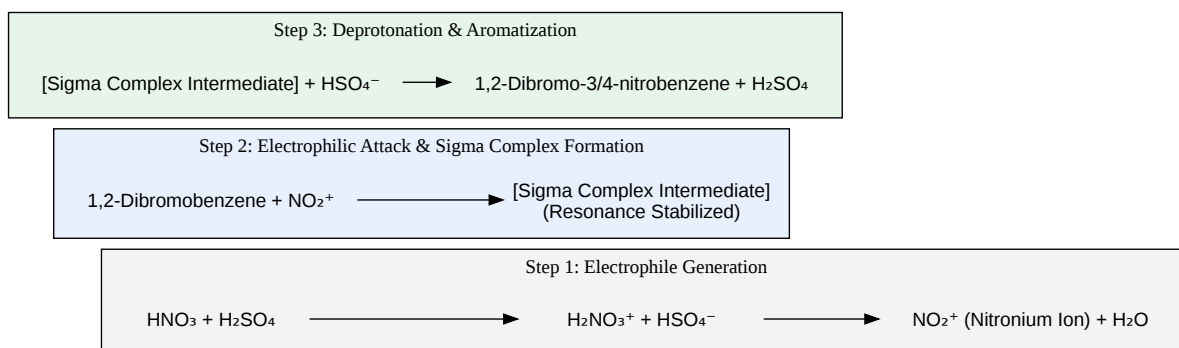 Step 3: Deprotonation & Aromatization
[Sigma Complex Intermediate] + HSO₄⁻ 1,2-Dibromo-3/4-nitrobenzene + H₂SO₄
Step 2: Electrophilic Attack & Sigma Complex Formation
1,2-Dibromobenzene + NO₂⁺ [Sigma Complex Intermediate]
(Resonance Stabilized)
Step 1: Electrophile Generation
HNO₃ + H₂SO₄ H₂NO₃⁺ + HSO₄⁻ NO₂⁺ (Nitronium Ion) + H₂O